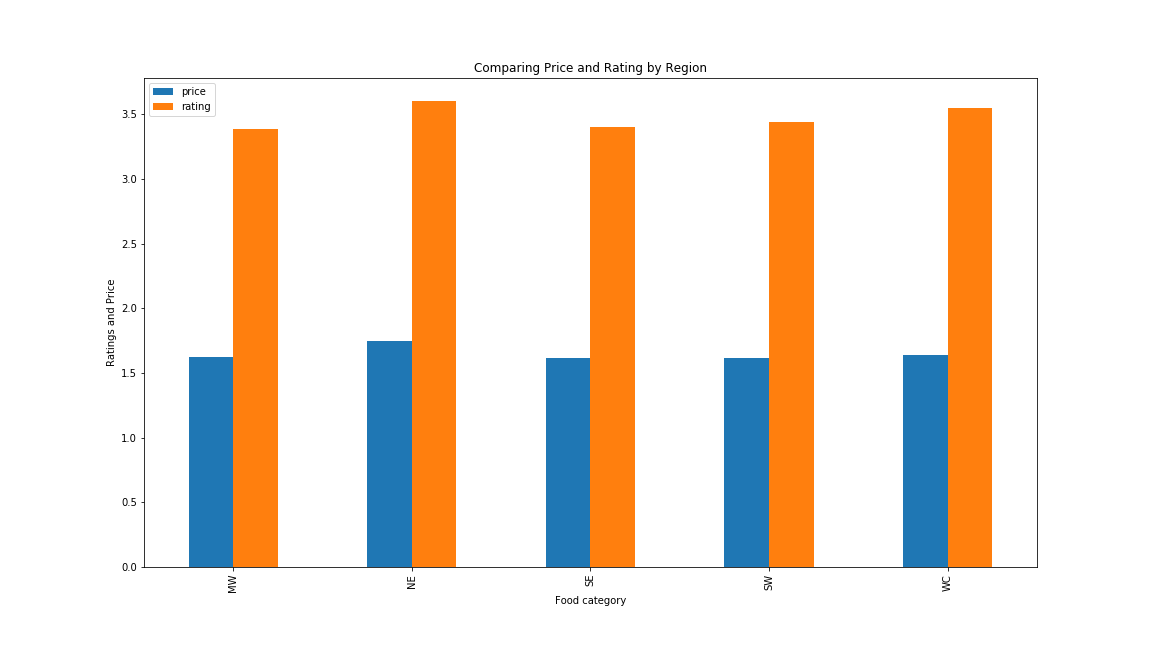 Comparing Price and Rating by Region
price
rating
Ratings and Price
3.5
3.0
2.5
2.0
1.5
1.0
0.5
0.0
MW
NE
SE
SW
WC
Food category